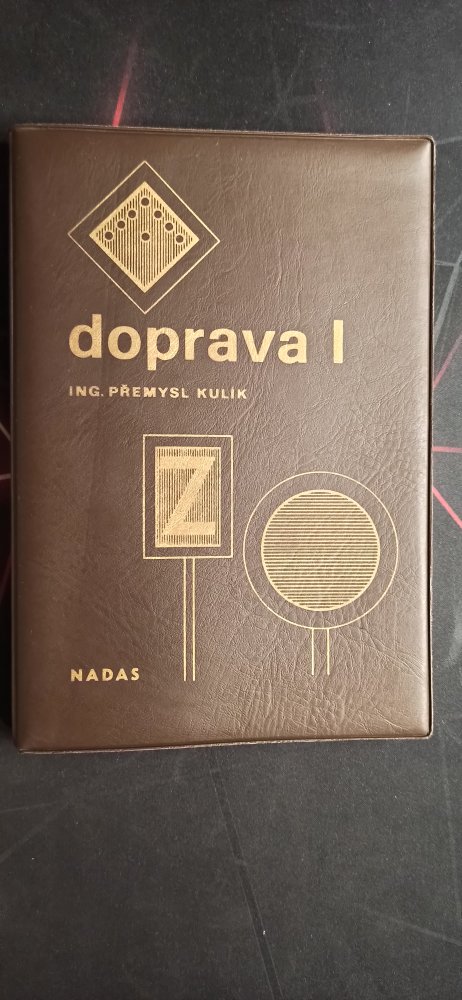 doprava I
ING. PŘEMYSL KULÍK
Z
NADAS